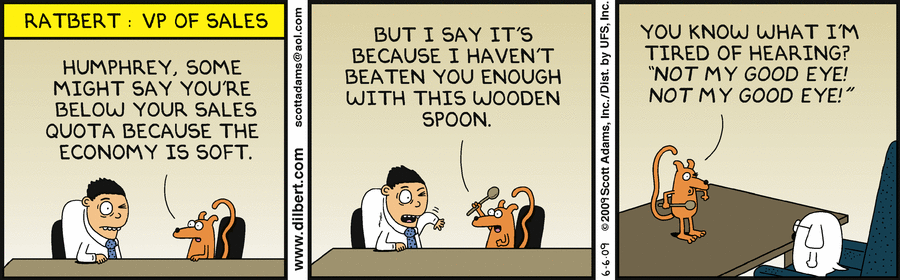 RATBERT: VP OF SALES
HUMPHREY, SOME
MIGHT SAY YOU'RE
BELOW YOUR SALES
QUOTA BECAUSE THE
ECONOMY IS SOFT.
www.dilbert.com scottadams@aol.com
BUT I SAY IT'S
BECAUSE I HAVEN'T
BEATEN YOU ENOUGH
WITH THIS WOODEN
SPOON.
6-6-09 ©2009 Scott Adams, Inc./Dist. by UFS, Inc.
YOU KNOW WHAT I'M
TIRED OF HEARING?
"NOT MY GOOD EYE!
NOT MY GOOD EYE!"